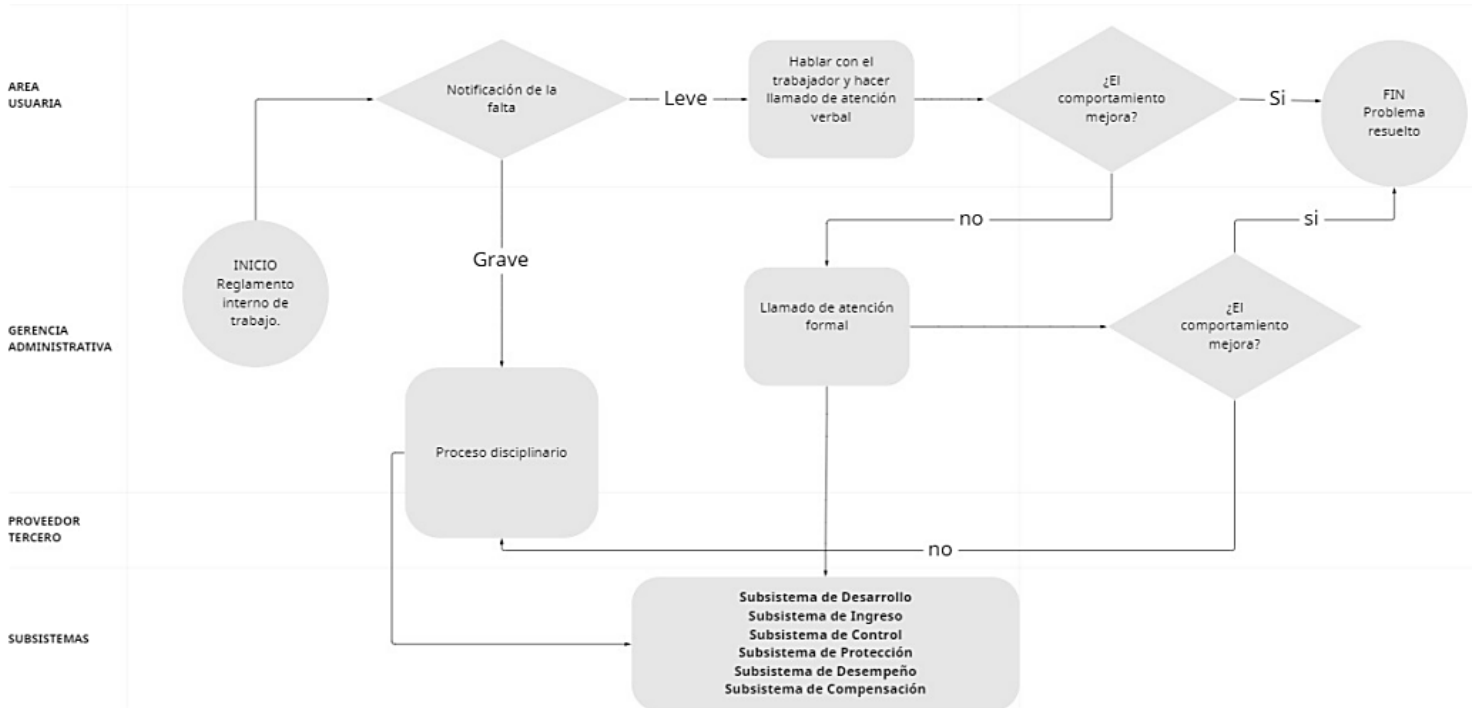 AREA
USUARIA
Notificación de la
falta
Leve
Hablar con el
trabajador y hacer
llamado de atención
verbal
¿El
comportamiento
mejora?
Si
FIN
Problema
resuelto
no
si
GERENCIA
ADMINISTRATIVA
INICIO
Reglamento
interno de
trabajo.
Grave
Llamado de atención
formal
¿El
comportamiento
mejora?
Proceso disciplinario
PROVEEDOR
TERCERO
no
SUBSISTEMAS
Subsistema de Desarrollo
Subsistema de Ingreso
Subsistema de Control
Subsistema de Protección
Subsistema de Desempeño
Subsistema de Compensación